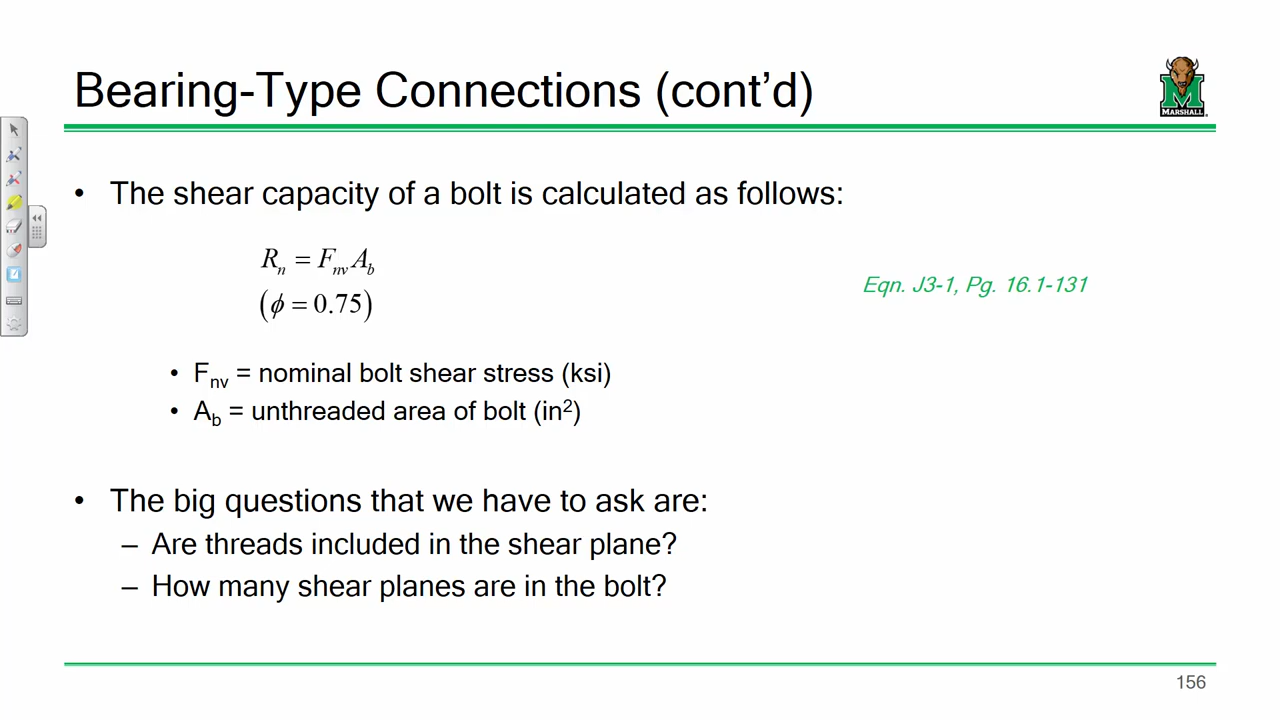 Bearing-Type Connections (cont’d)
MARSHALL
• The shear capacity of a bolt is calculated as follows:
Rₙ = Fₙᵥ A_b
(ϕ = 0.75)
Eqn. J3-1, Pg. 16.1-131
• Fₙᵥ = nominal bolt shear stress (ksi)
• A_b = unthreaded area of bolt (in²)
• The big questions that we have to ask are:
– Are threads included in the shear plane?
– How many shear planes are in the bolt?
156